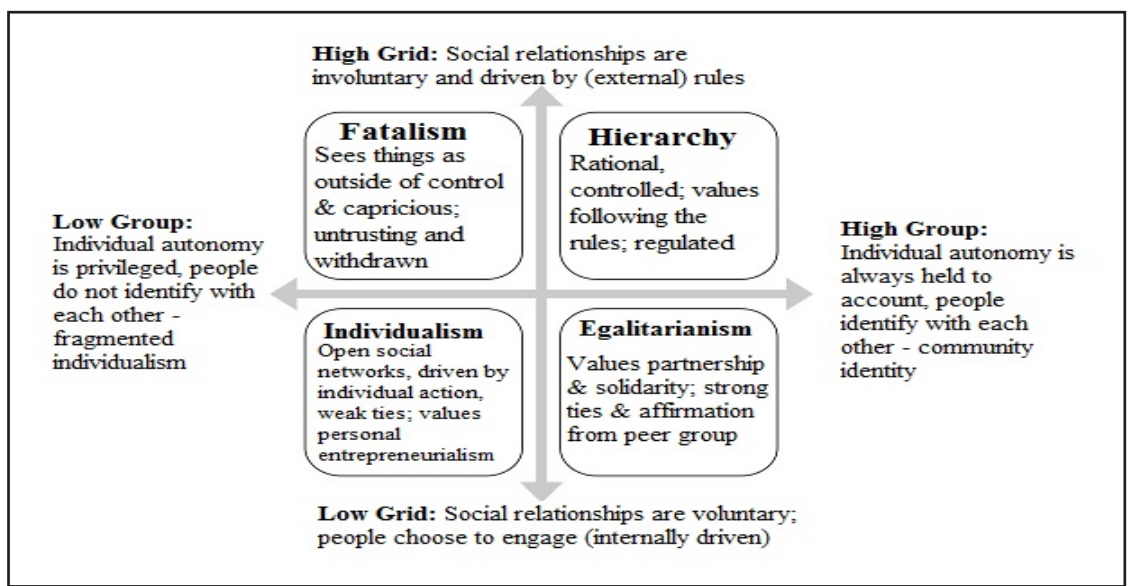 High Grid: Social relationships are
involuntary and driven by (external) rules
Fatalism
Sees things as
outside of control
& capricious;
untrusting and
withdrawn
Hierarchy
Rational,
controlled; values
following the
rules; regulated
Low Group:
Individual autonomy
is privileged, people
do not identify with
each other -
fragmented
individualism
High Group:
Individual autonomy is
always held to
account, people
identify with each
other - community
identity
Individualism
Open social
networks, driven by
individual action,
weak ties; values
personal
entrepreneurialism
Egalitarianism
Values partnership
& solidarity; strong
ties & affirmation
from peer group
Low Grid: Social relationships are voluntary;
people choose to engage (internally driven)